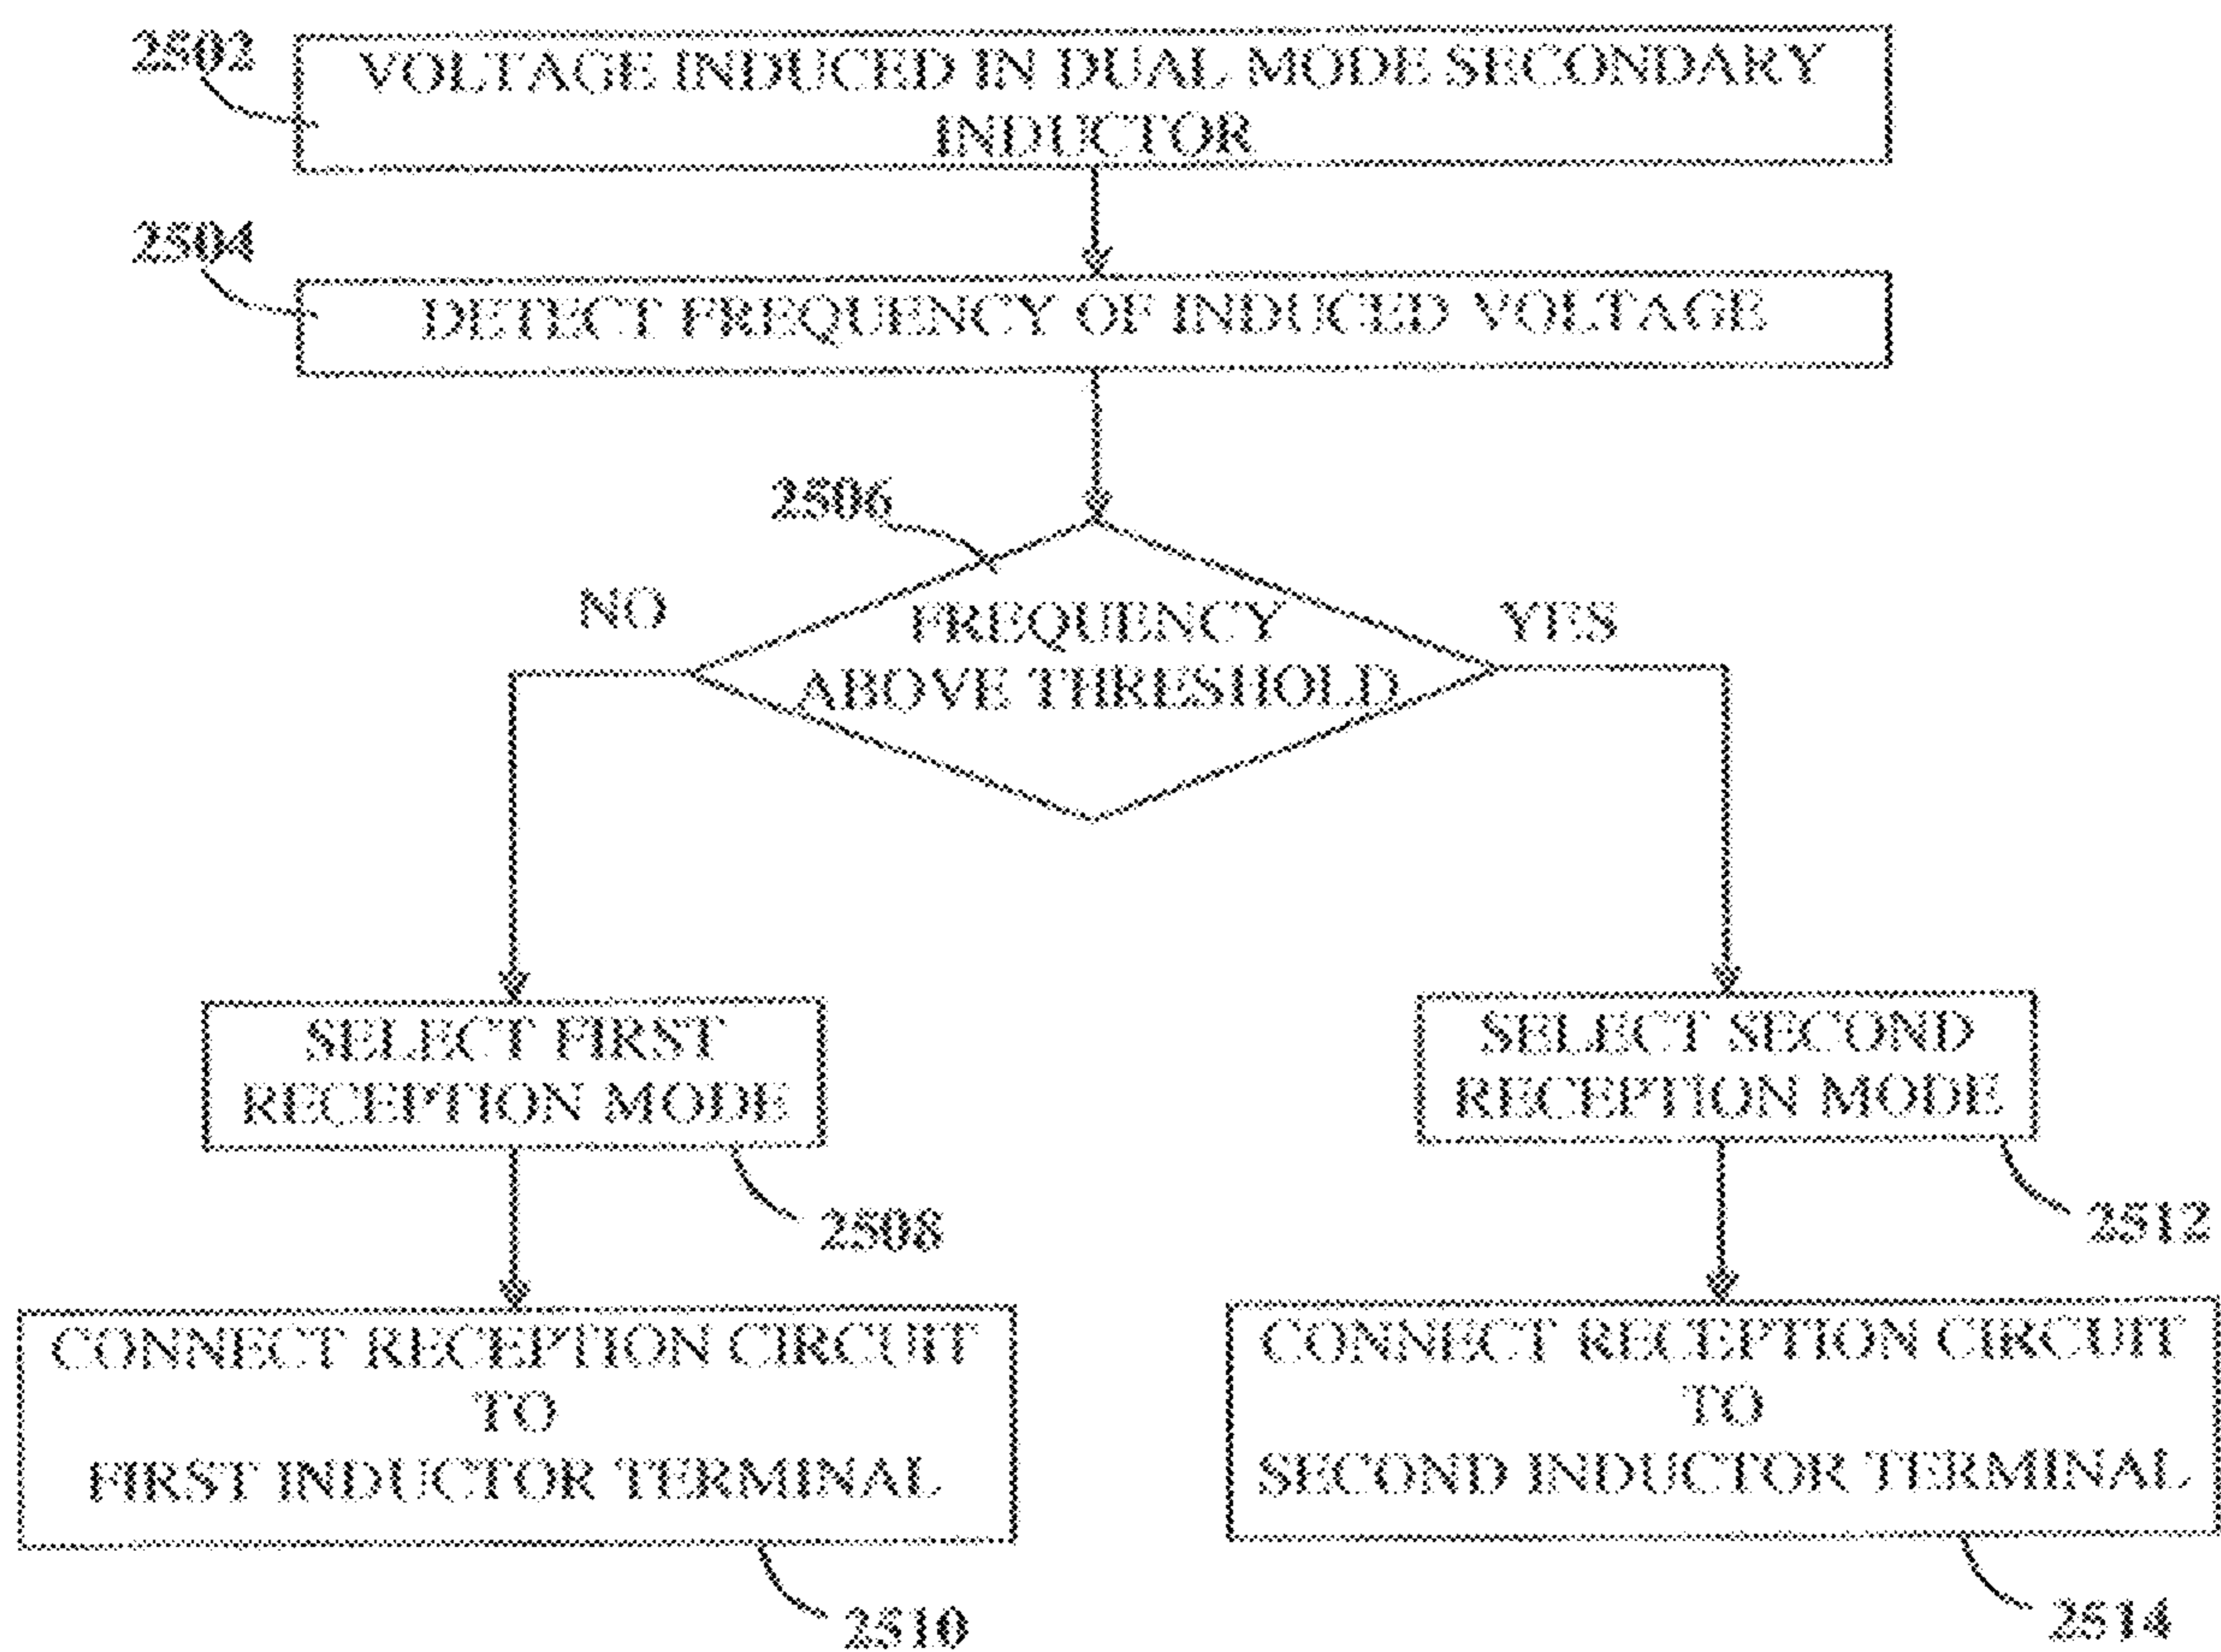 2502
VOLTAGE INDUCED IN DUAL MODE SECONDARY
INDUCTOR
2504
DETECT FREQUENCY OF INDUCED VOLTAGE
2506
NO
FREQUENCY
ABOVE THRESHOLD
YES
SELECT FIRST
RECEPTION MODE
2508
SELECT SECOND
RECEPTION MODE
2512
CONNECT RECEPTION CIRCUIT
TO
FIRST INDUCTOR TERMINAL
2510
CONNECT RECEPTION CIRCUIT
TO
SECOND INDUCTOR TERMINAL
2514